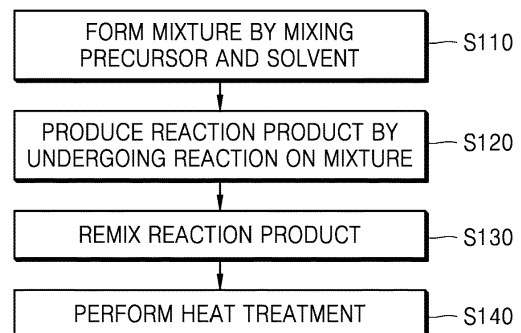 FORM MIXTURE BY MIXING
PRECURSOR AND SOLVENT
S110
PRODUCE REACTION PRODUCT BY
UNDERGOING REACTION ON MIXTURE
S120
REMIX REACTION PRODUCT
S130
PERFORM HEAT TREATMENT
S140